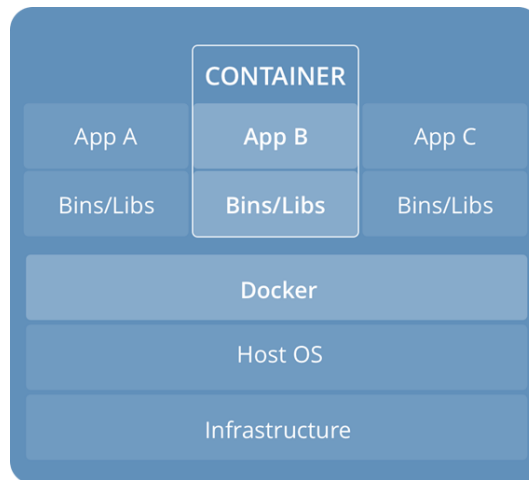 CONTAINER
App A
App B
App C
Bins/Libs
Bins/Libs
Bins/Libs
Docker
Host OS
Infrastructure